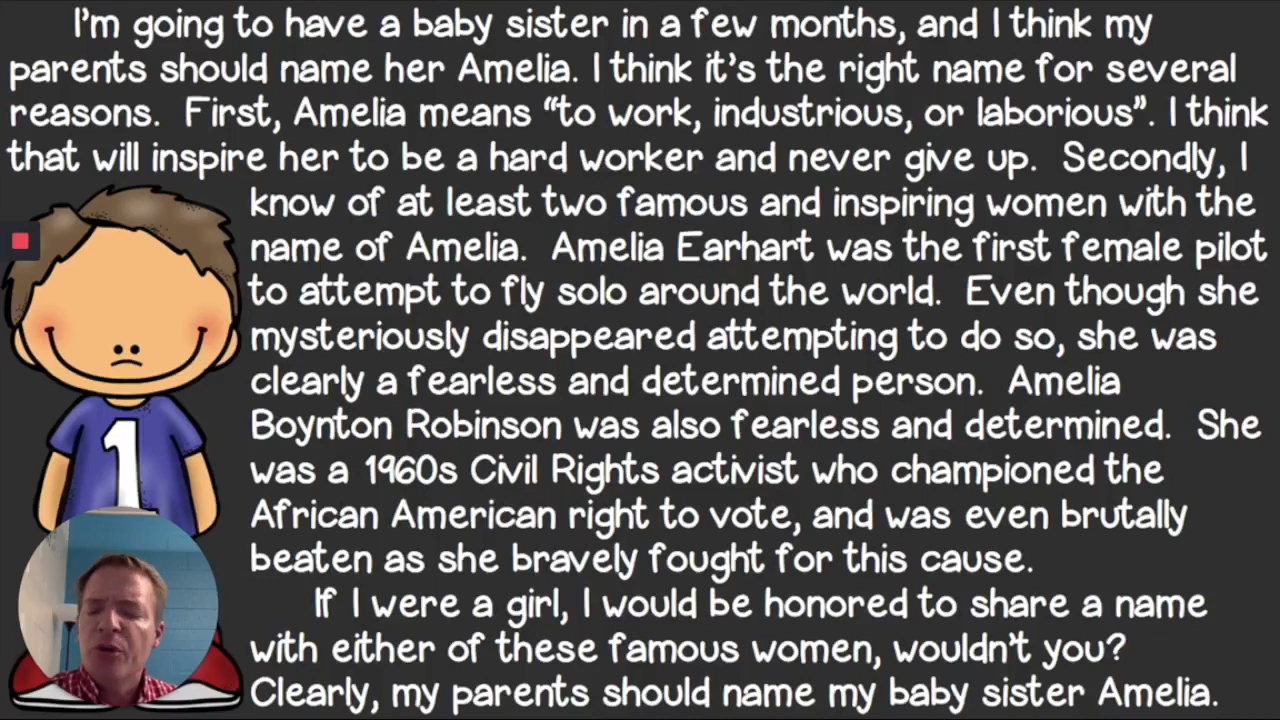 I'm going to have a baby sister in a few months, and I think my
parents should name her Amelia. I think it's the right name for several
reasons. First, Amelia means “to work, industrious, or laborious”. I think
that will inspire her to be a hard worker and never give up. Secondly, I
know of at least two famous and inspiring women with the
name of Amelia. Amelia Earhart was the first female pilot
to attempt to fly solo around the world. Even though she
mysteriously disappeared attempting to do so, she was
clearly a fearless and determined person. Amelia
Boynton Robinson was also fearless and determined. She
was a 1960s Civil Rights activist who championed the
African American right to vote, and was even brutally
beaten as she bravely fought for this cause.
If I were a girl, I would be honored to share a name
with either of these famous women, wouldn't you?
Clearly, my parents should name my baby sister Amelia.
1